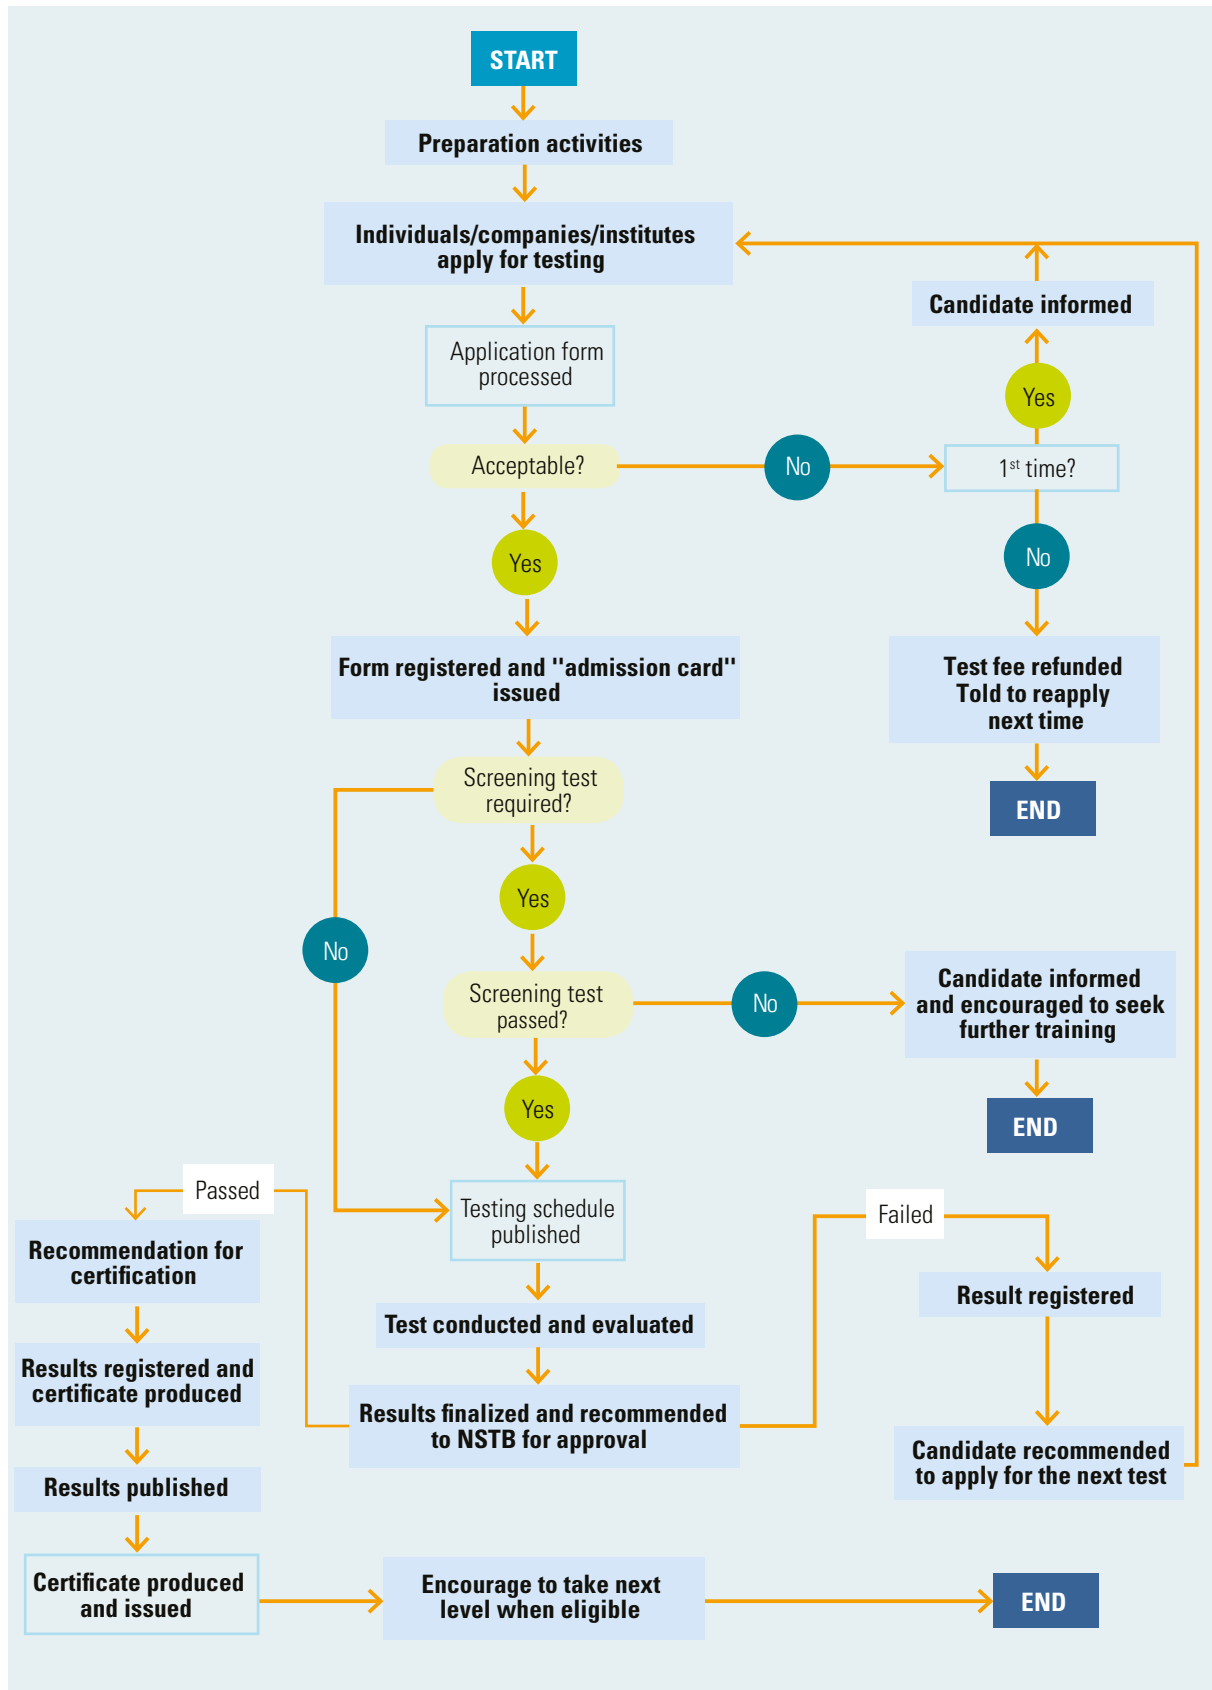 START
Preparation activities
Individuals/companies/institutes
apply for testing
Candidate informed
Application form
processed
Yes
Acceptable?
No
1st time?
Yes
No
Form registered and "admission card"
issued
Test fee refunded
Told to reapply
next time
Screening test
required?
END
Yes
No
Screening test
passed?
No
Candidate informed
and encouraged to seek
further training
Yes
END
Passed
Testing schedule
published
Failed
Recommendation for
certification
Result registered
Test conducted and evaluated
Results registered and
certificate produced
Results finalized and recommended
to NSTB for approval
Candidate recommended
to apply for the next test
Results published
Certificate produced
and issued
Encourage to take next
level when eligible
END